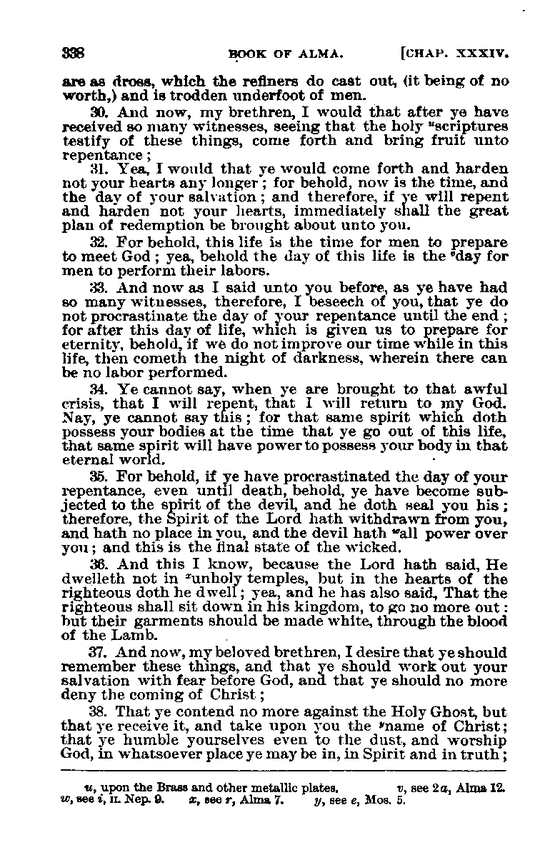 338 BOOK OF ALMA. [CHAP. XXXIV.
are as dross, which the refiners do cast out, (it being of no
worth,) and is trodden underfoot of men.
30. And now, my brethren, I would that after ye have
received so many witnesses, seeing that the holy "scriptures
testify of these things, come forth and bring fruit unto
repentance;
31. Yea, I would that ye would come forth and harden
not your hearts any longer; for behold, now is the time, and
the day of your salvation; and therefore, if ye will repent
and harden not your hearts, immediately shall the great
plan of redemption be brought about unto you.
32. For behold, this life is the time for men to prepare
to meet God; yea, behold the day of this life is the ᵛday for
men to perform their labors.
33. And now as I said unto you before, as ye have had
so many witnesses, therefore, I beseech of you, that ye do
not procrastinate the day of your repentance until the end;
for after this day of life, which is given us to prepare for
eternity, behold, if we do not improve our time while in this
life, then cometh the night of darkness, wherein there can
be no labor performed.
34. Ye cannot say, when ye are brought to that awful
crisis, that I will repent, that I will return to my God.
Nay, ye cannot say this; for that same spirit which doth
possess your bodies at the time that ye go out of this life,
that same spirit will have power to possess your body in that
eternal world.
35. For behold, if ye have procrastinated the day of your
repentance, even until death, behold, ye have become sub-
jected to the spirit of the devil, and he doth seal you his;
therefore, the Spirit of the Lord hath withdrawn from you,
and hath no place in you, and the devil hath ʷall power over
you; and this is the final state of the wicked.
36. And this I know, because the Lord hath said, He
dwelleth not in ˣunholy temples, but in the hearts of the
righteous doth he dwell; yea, and he has also said, That the
righteous shall sit down in his kingdom, to go no more out:
but their garments should be made white, through the blood
of the Lamb.
37. And now, my beloved brethren, I desire that ye should
remember these things, and that ye should work out your
salvation with fear before God, and that ye should no more
deny the coming of Christ;
38. That ye contend no more against the Holy Ghost, but
that ye receive it, and take upon you the ʸname of Christ;
that ye humble yourselves even to the dust, and worship
God, in whatsoever place ye may be in, in Spirit and in truth;
u, upon the Brass and other metallic plates. v, see 2a, Alma 12.
w, see i, II. Nep. 9. x, see r, Alma 7. y, see e, Mos. 5.